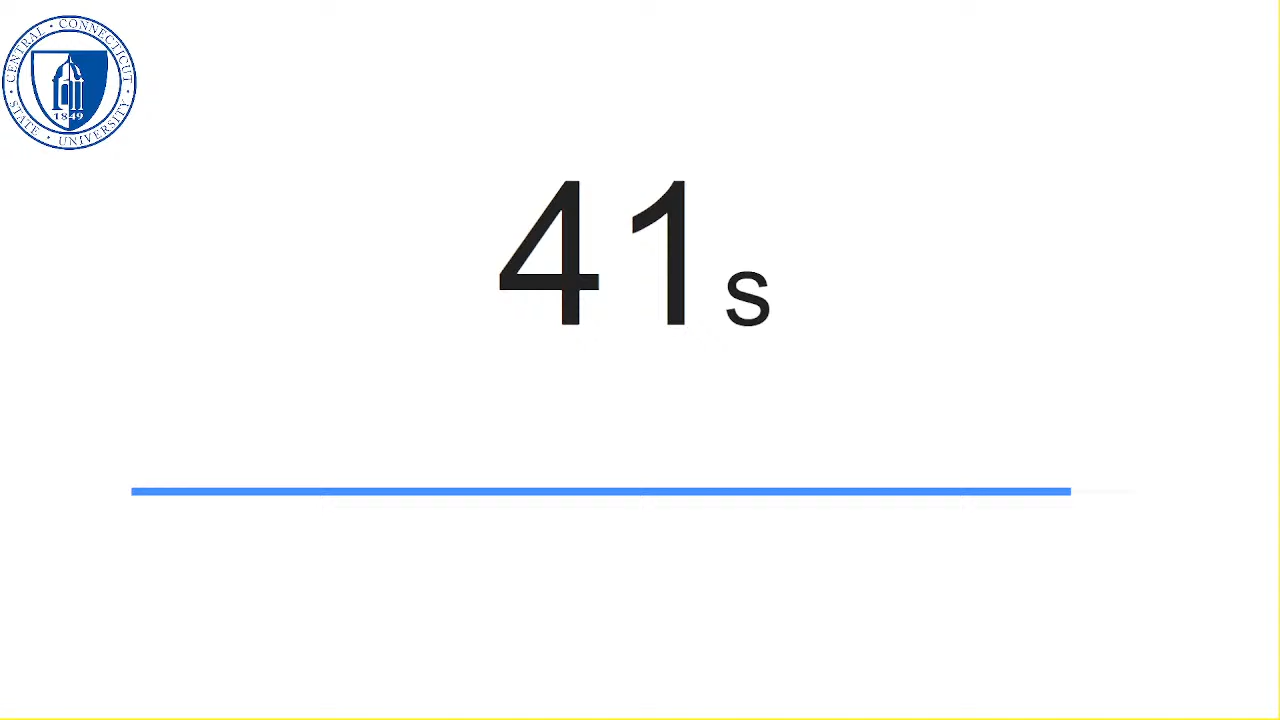 CENTRAL • CONNECTICUT • STATE • UNIVERSITY •
1849
41s